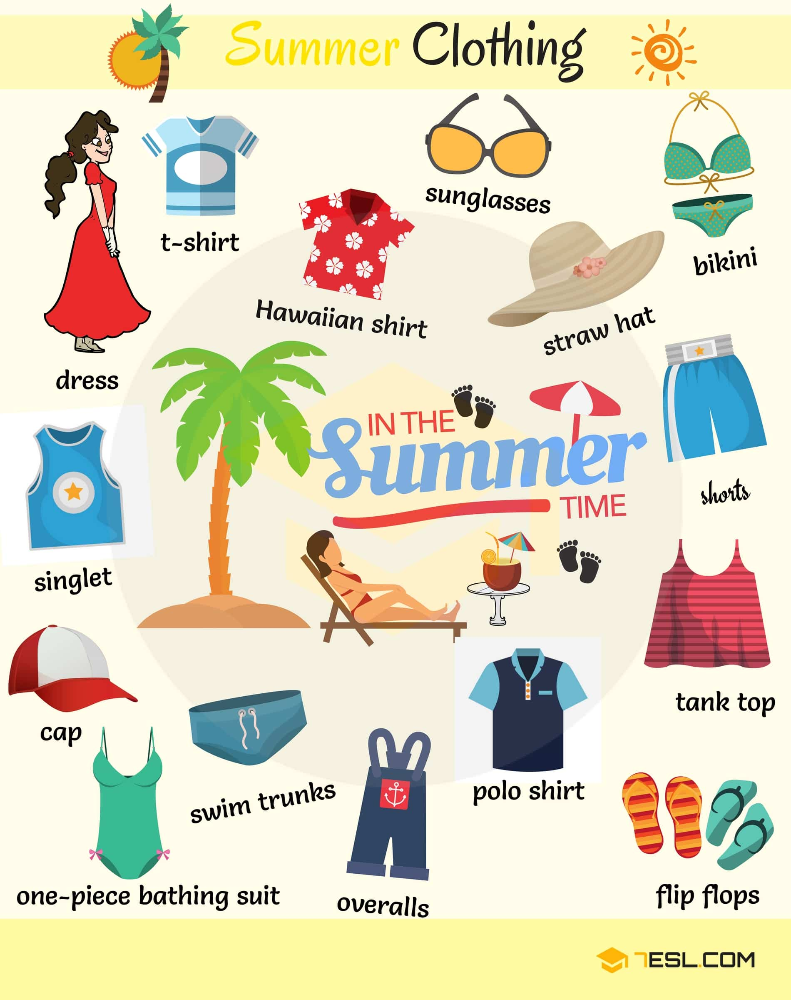 Summer Clothing
t-shirt
sunglasses
bikini
Hawaiian shirt
straw hat
dress
IN THE
Summer
TIME
shorts
singlet
tank top
cap
polo shirt
swim trunks
one-piece bathing suit
overalls
flip flops
7ESL.COM